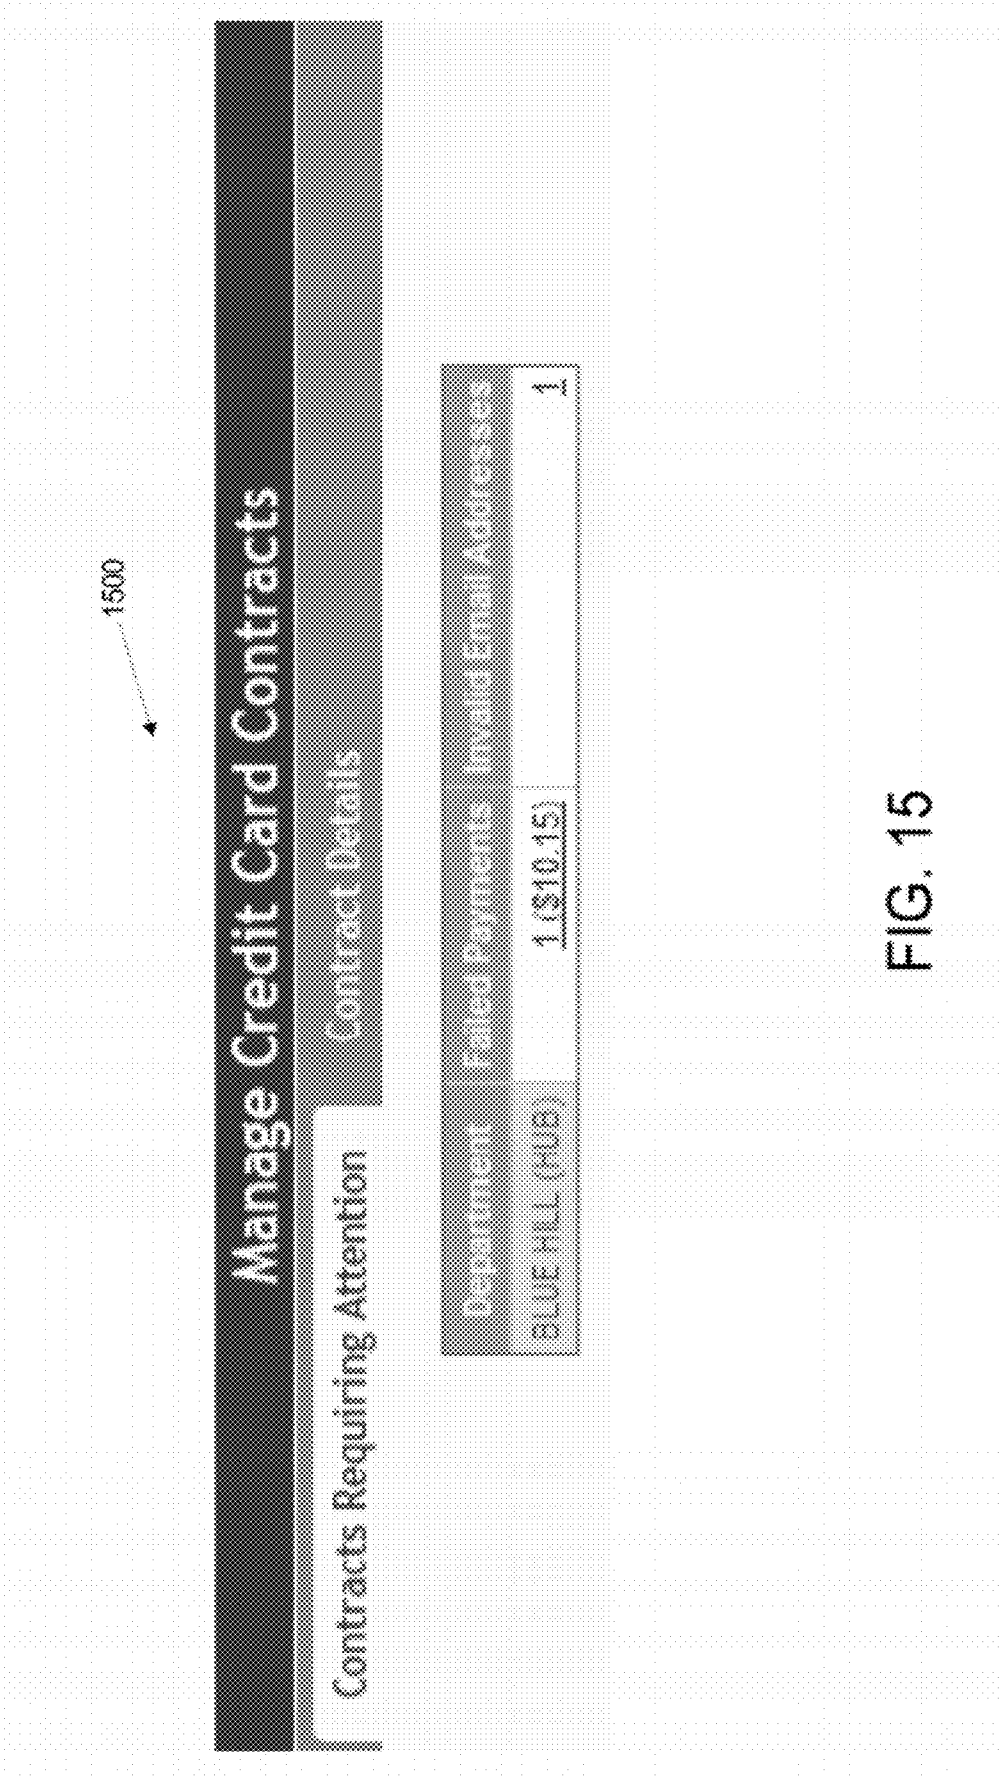 1500
Manage Credit Card Contracts
Contracts Requiring Attention Contract Details
Department Failed Payments Invalid Email Addresses
BLUE HILL (HUB) 1 ($10.15) 1
FIG. 15